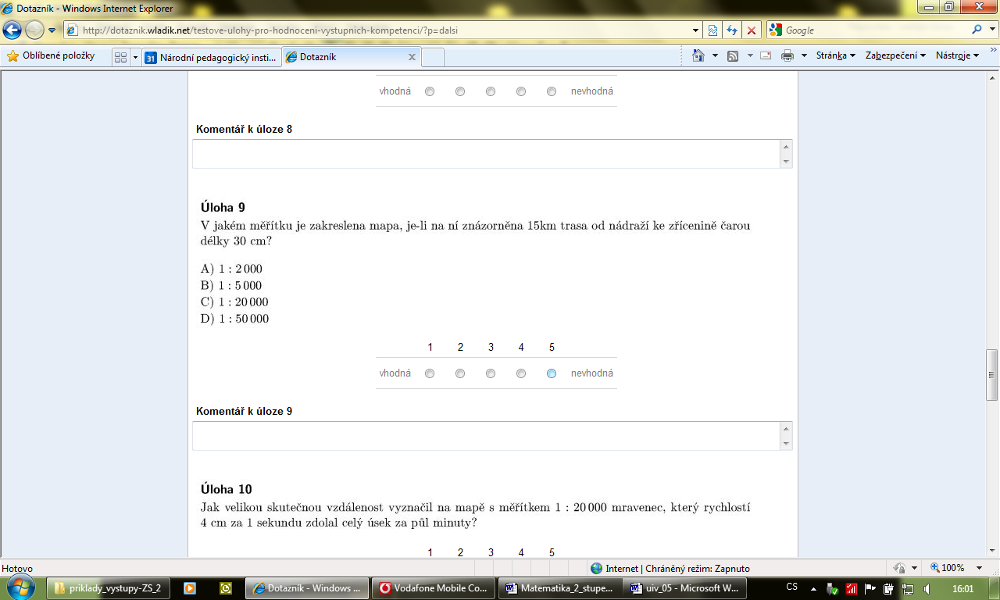 Dotazník - Windows Internet Explorer
http://dotaznik.wladik.net/testove-ulohy-pro-hodnoceni-vystupnich-kompetenci/?p=dalsi
Google
Oblíbené položky
31 Národní pedagogický insti...
Dotazník
Stránka
Zabezpečení
Nástroje
vhodná
nevhodná
Komentář k úloze 8
Úloha 9
V jakém měřítku je zakreslena mapa, je-li na ní znázorněna 15km trasa od nádraží ke zřícenině čarou
délky 30 cm?
A) 1 : 2 000
B) 1 : 5 000
C) 1 : 20 000
D) 1 : 50 000
1 2 3 4 5
vhodná
nevhodná
Komentář k úloze 9
Úloha 10
Jak velikou skutečnou vzdálenost vyznačil na mapě s měřítkem 1 : 20 000 mravenec, který rychlostí
4 cm za 1 sekundu zdolal celý úsek za půl minuty?
1 2 3 4 5
Hotovo
Internet | Chráněný režim: Zapnuto
100%
priklady_vystupy-ZS_2
Dotazník - Windows ...
Vodafone Mobile Co...
Matematika_2_stupe...
uiv_05 - Microsoft W...
CS
16:01